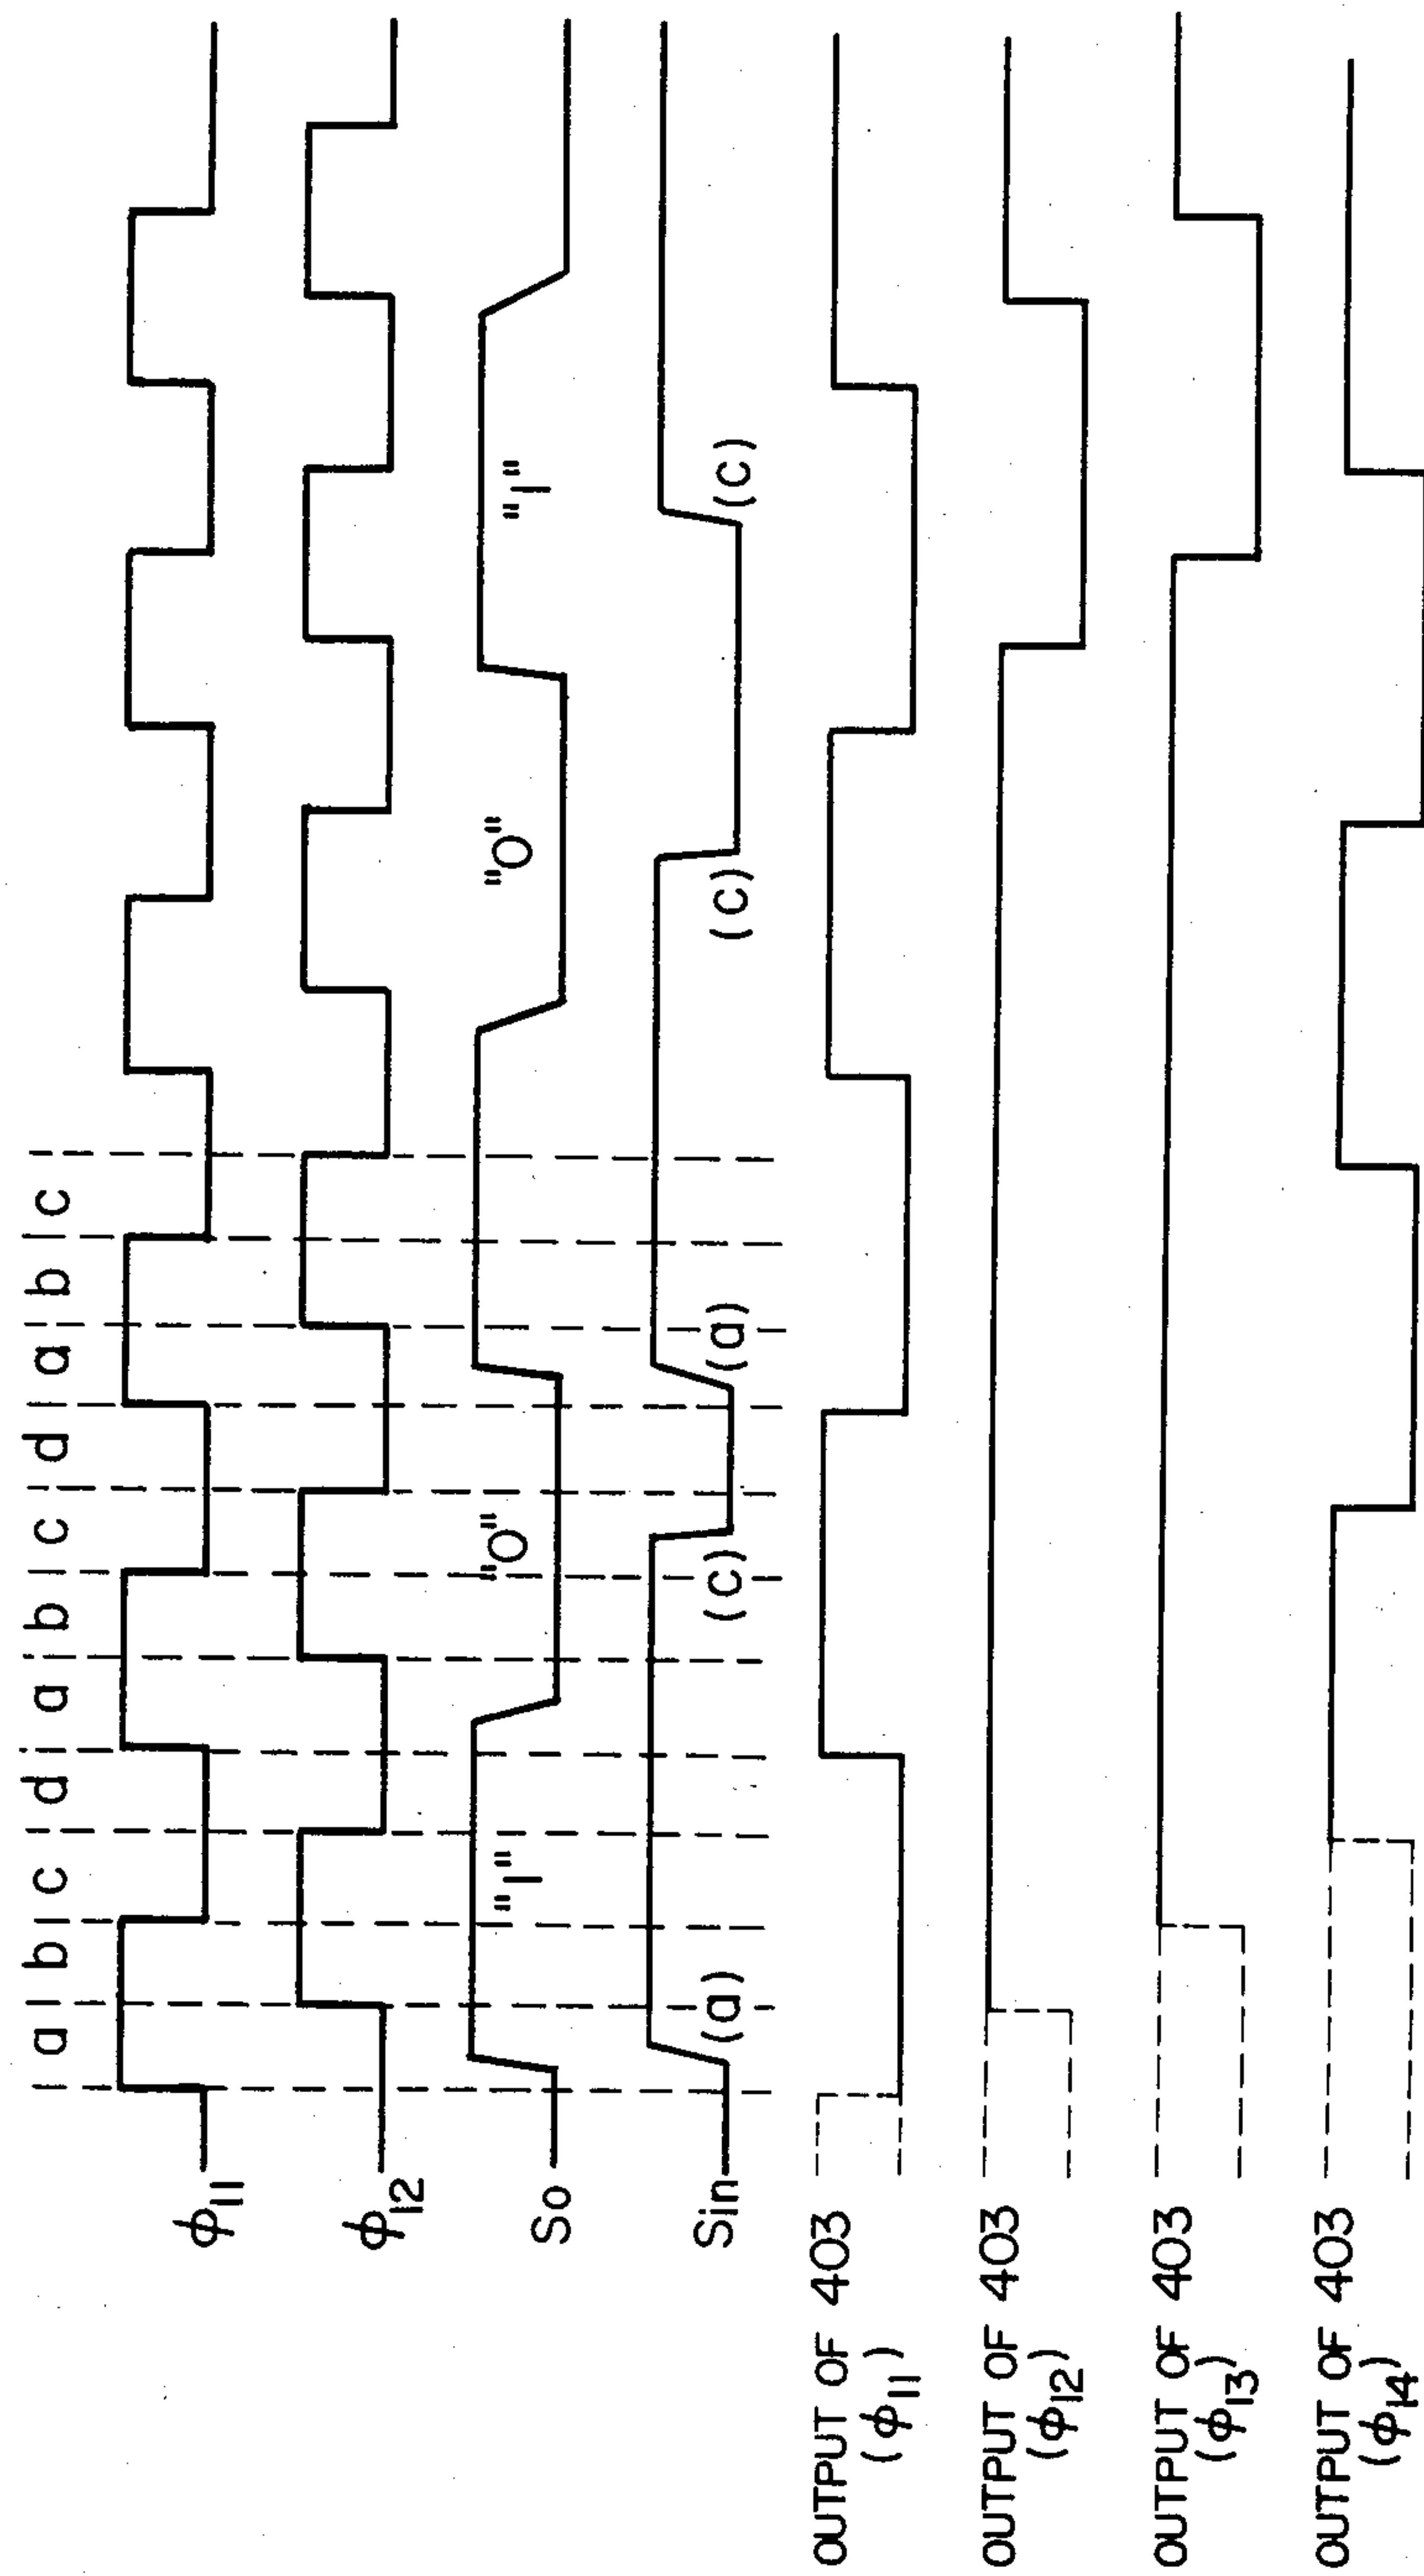 a b c d a b c d a b c
ϕ11
ϕ12
So "1" "0" "0" "1"
Sin (a) (c) (a) (c) (c)
OUTPUT OF 403
(ϕ11)
OUTPUT OF 403
(ϕ12)
OUTPUT OF 403
(ϕ13)
OUTPUT OF 403
(ϕ14)